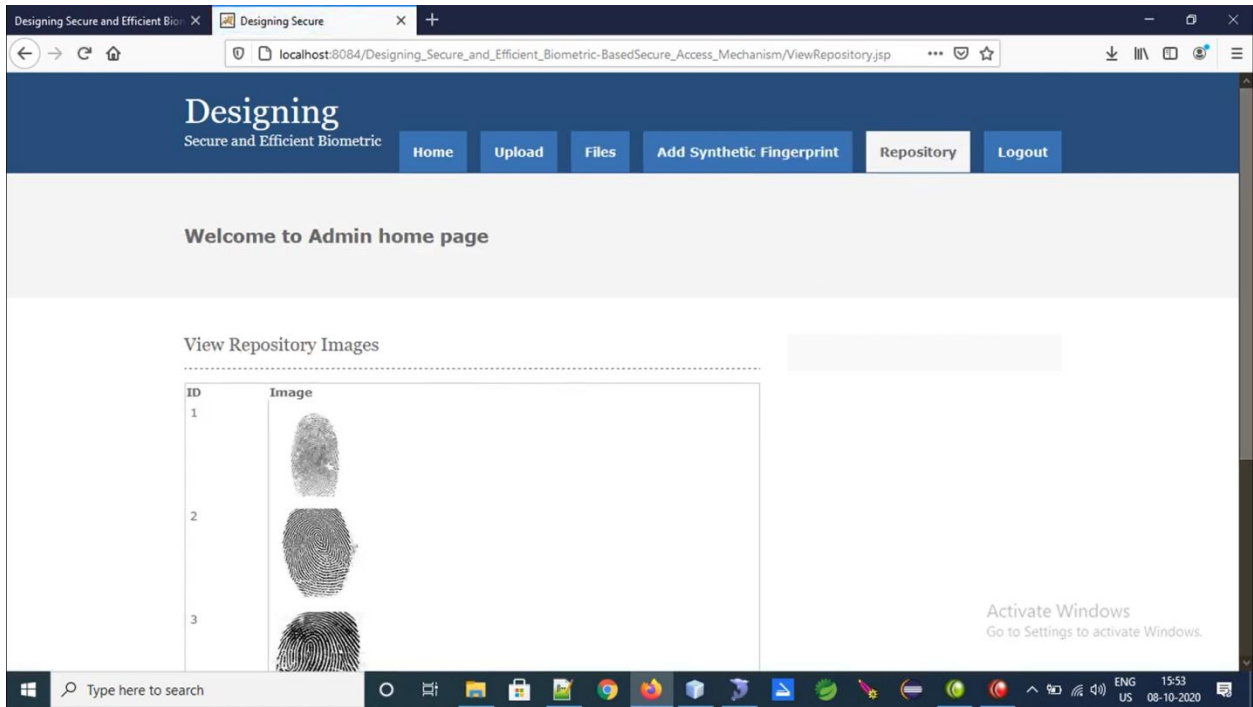 Designing Secure and Efficient Bion
Designing Secure
localhost:8084/Designing_Secure_and_Efficient_Biometric-BasedSecure_Access_Mechanism/ViewRepository.jsp
Designing
Secure and Efficient Biometric
Home Upload Files Add Synthetic Fingerprint Repository Logout
Welcome to Admin home page
View Repository Images
ID Image
1
2
3
Activate Windows
Go to Settings to activate Windows.
Type here to search
ENG 15:53
US 08-10-2020